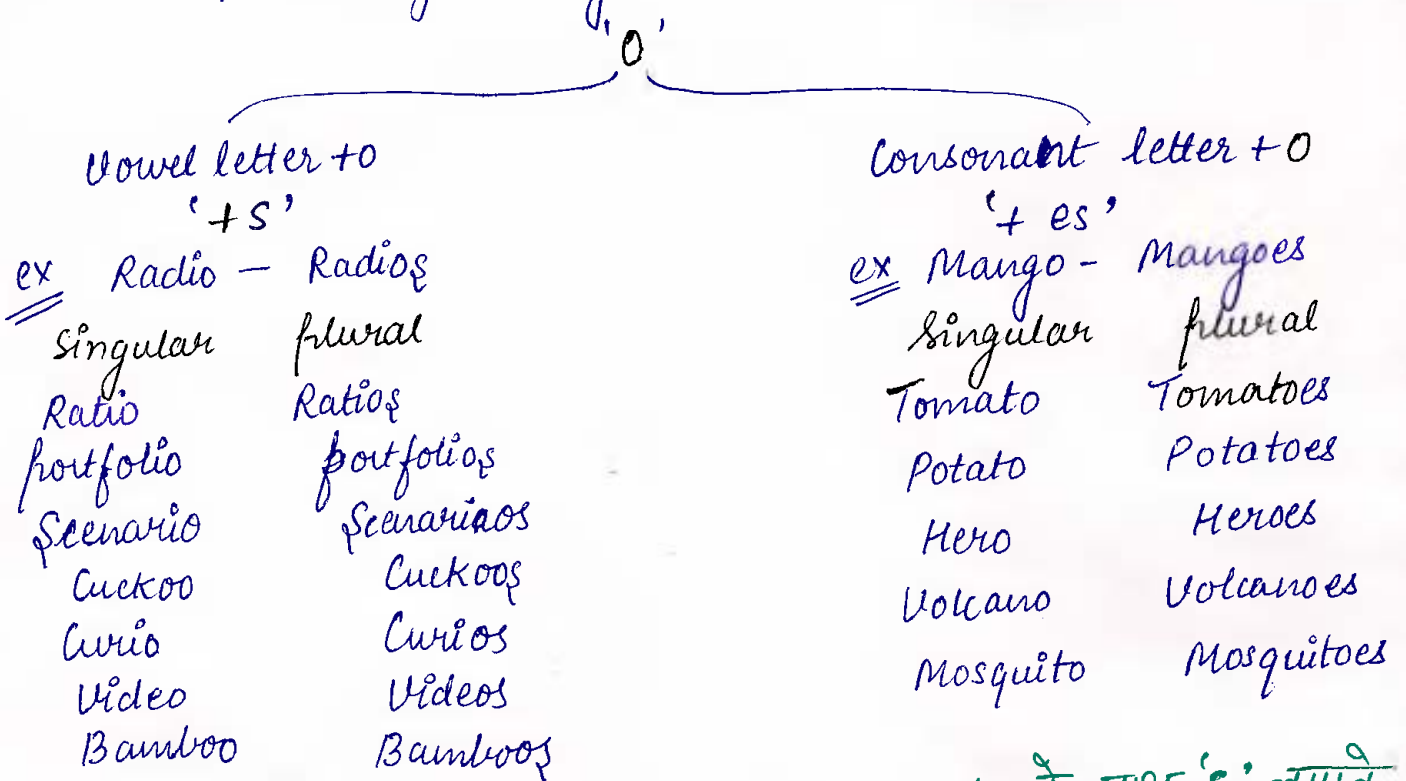 'O'
Vowel letter + o
'+ S'
ex Radio – Radios
Singular plural
Ratio Ratios
portfolio portfolios
Scenario Scenarios
Cuckoo Cuckoos
Curio Curios
Video Videos
Bamboo Bamboos
Consonant letter + O
'+ es'
ex Mango - Mangoes
Singular plural
Tomato Tomatoes
Potato Potatoes
Hero Heroes
Volcano Volcanoes
Mosquito Mosquitoes
's'